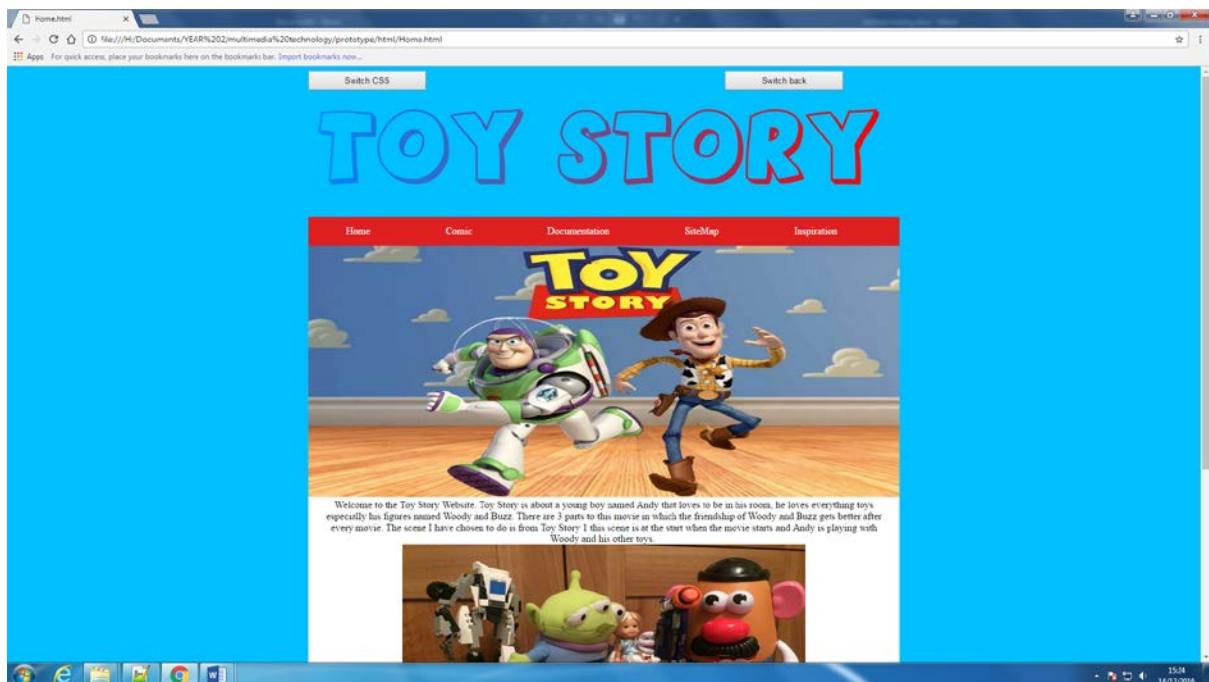 Home.html
file:///H:/Documents/YEAR%202/multimedia%20technology/prototype/html/Home.html
Apps For quick access, place your bookmarks here on the bookmarks bar. Import bookmarks now...
Switch CSS Switch back
TOY STORY
Home Comic Documentation SiteMap Inspiration
TOY
STORY
Welcome to the Toy Story Website. Toy Story is about a young boy named Andy that loves to be in his room, he loves everything toys
especially his figures named Woody and Buzz. There are 3 parts to this movie in which the friendship of Woody and Buzz gets better after
every movie. The scene I have chosen to do is from Toy Story 1 this scene is at the start when the movie starts and Andy is playing with
Woody and his other toys.
15:24
14/12/2016